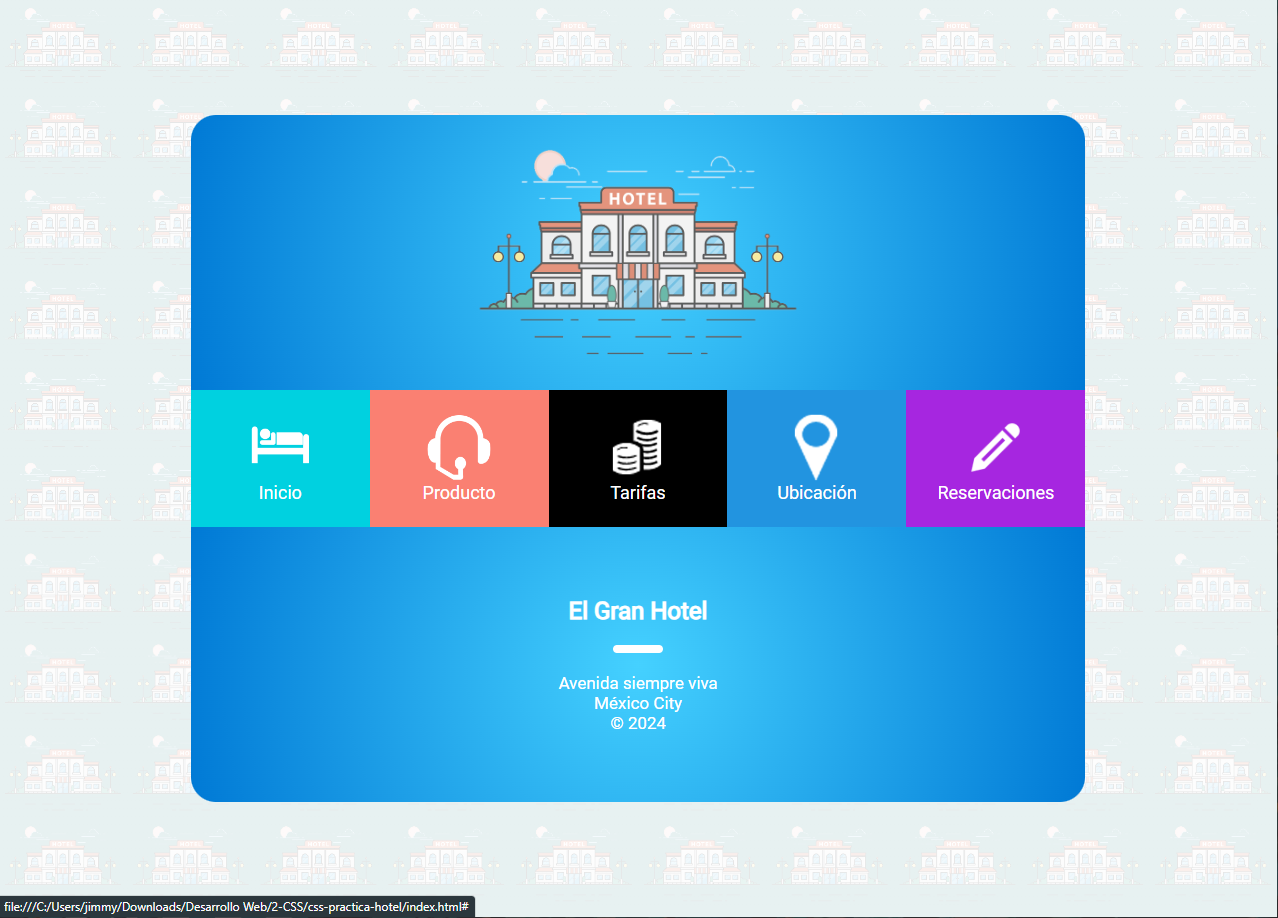 HOTEL
Inicio
Producto
Tarifas
Ubicación
Reservaciones
El Gran Hotel
Avenida siempre viva
México City
© 2024
file:///C:/Users/jimmy/Downloads/Desarrollo Web/2-CSS/css-practica-hotel/index.html#